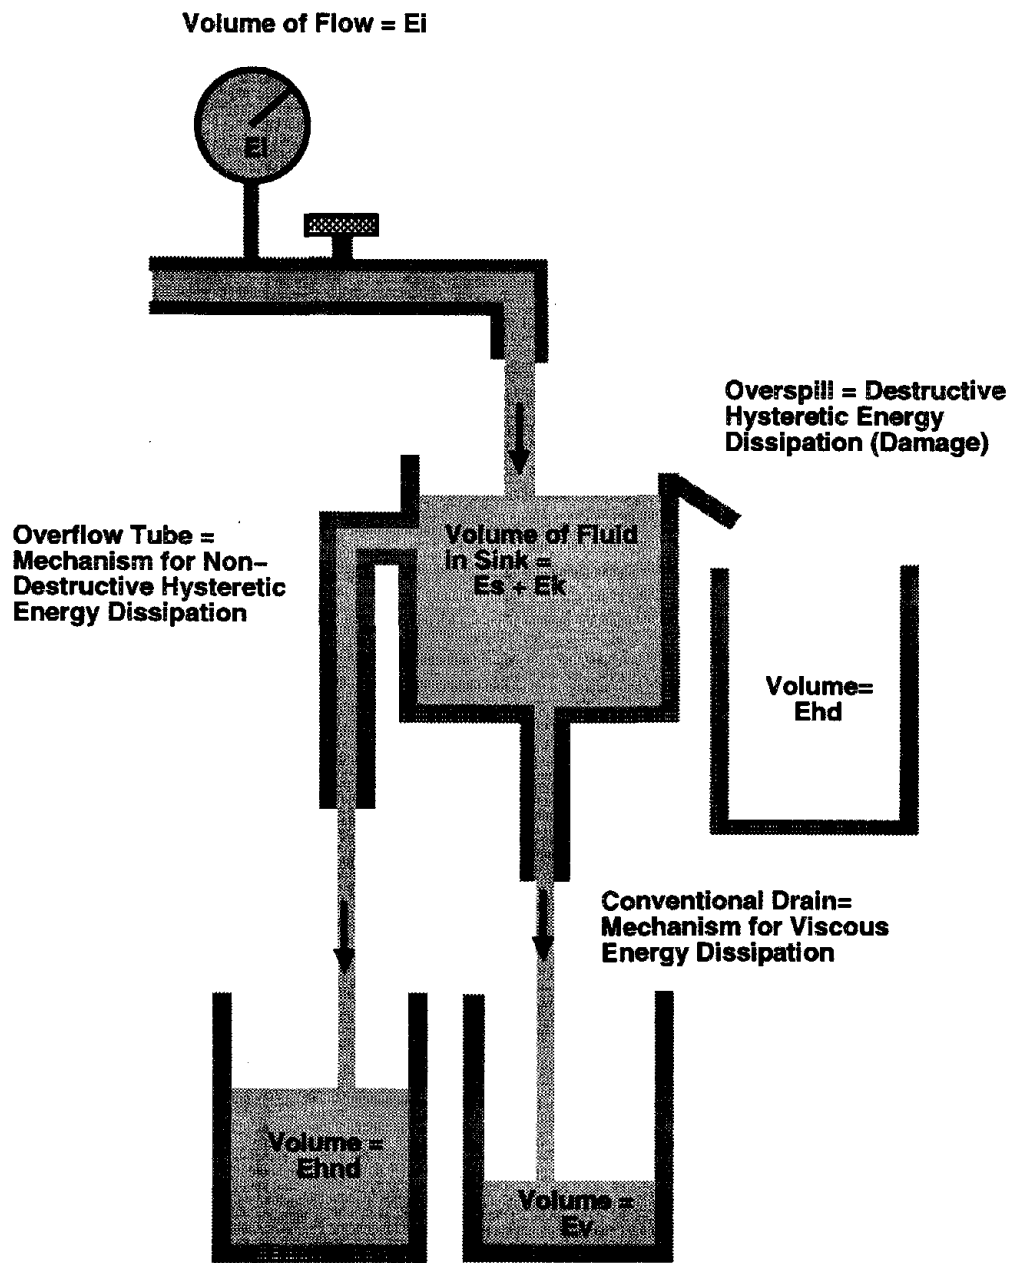 Volume of Flow = Ei
Ei
Overspill = Destructive
Hysteretic Energy
Dissipation (Damage)
Overflow Tube =
Mechanism for Non-
Destructive Hysteretic
Energy Dissipation
Volume of Fluid
in Sink =
Es + Ek
Volume=
Ehd
Conventional Drain=
Mechanism for Viscous
Energy Dissipation
Volume =
Ehnd
Volume =
Ev